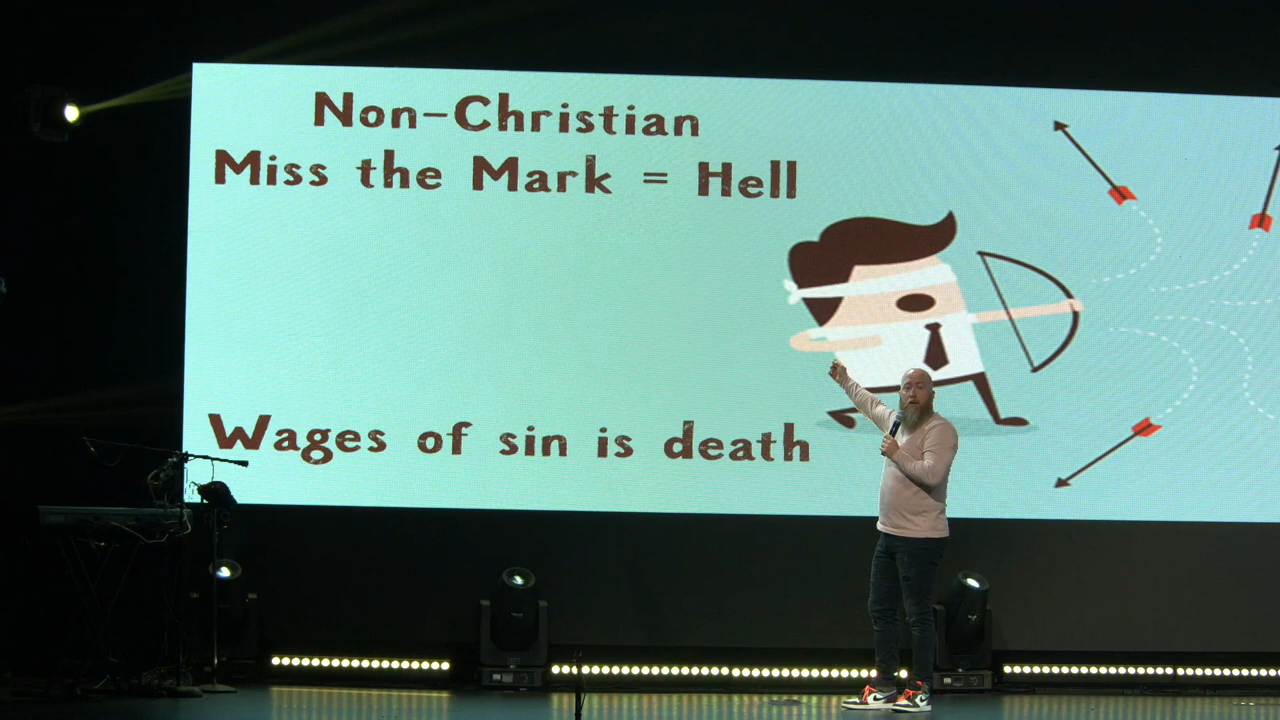 Non-Christian
Miss the Mark = Hell
Wages of sin is death